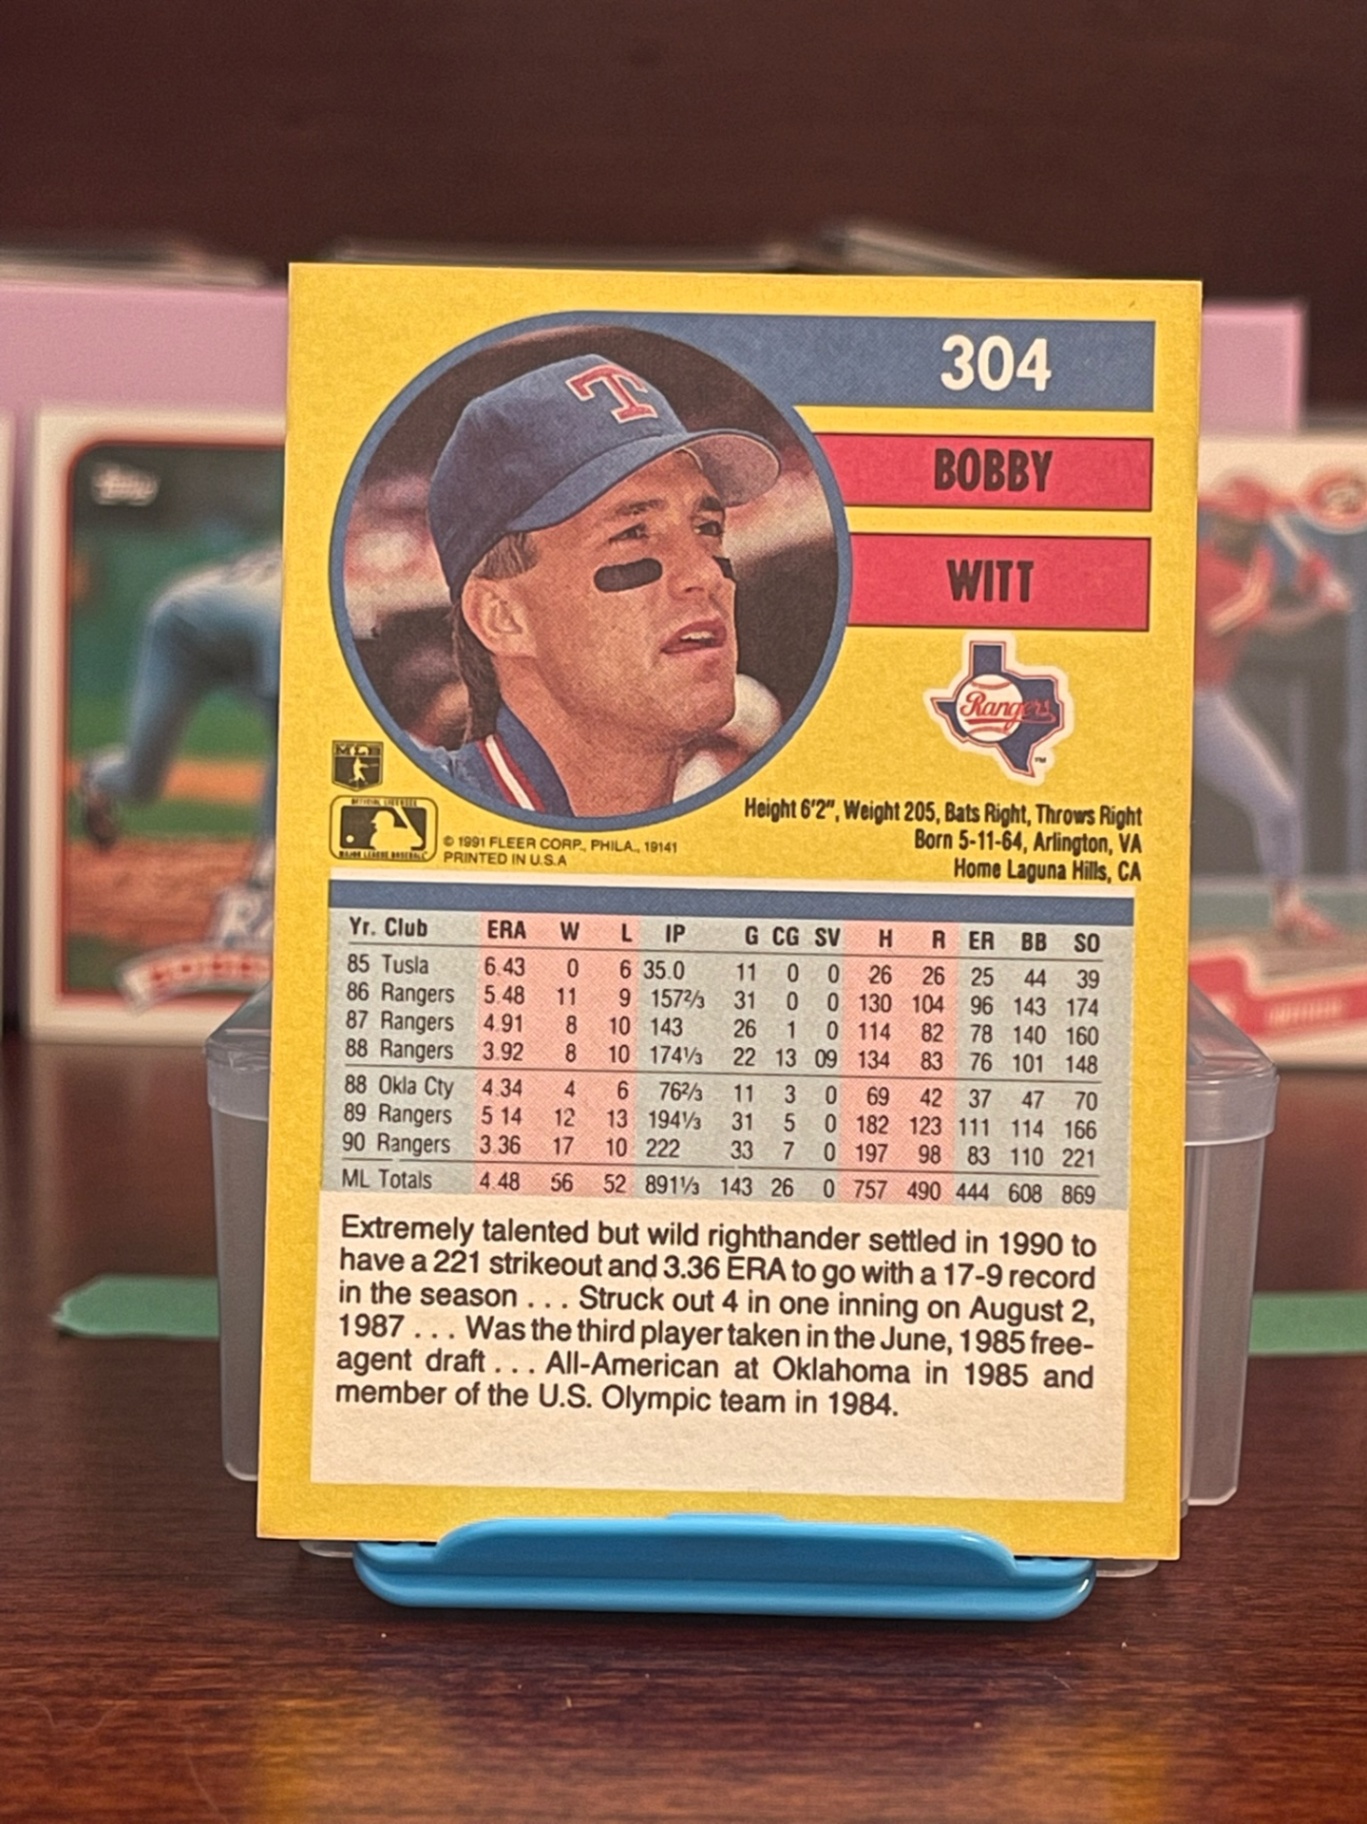 304
BOBBY
WITT
T
Rangers
TM
MLB
OFFICIAL LICENSEE
MAJOR LEAGUE BASEBALL
© 1991 FLEER CORP., PHILA., 19141
PRINTED IN U.S.A
Height 6'2", Weight 205, Bats Right, Throws Right
Born 5-11-64, Arlington, VA
Home Laguna Hills, CA
Yr. Club ERA W L IP G CG SV H R ER BB SO
85 Tusla 6.43 0 6 35.0 11 0 0 26 26 25 44 39
86 Rangers 5.48 11 9 157²/₃ 31 0 0 130 104 96 143 174
87 Rangers 4.91 8 10 143 26 1 0 114 82 78 140 160
88 Rangers 3.92 8 10 174¹/₃ 22 13 09 134 83 76 101 148
88 Okla Cty 4.34 4 6 76²/₃ 11 3 0 69 42 37 47 70
89 Rangers 5 14 12 13 194¹/₃ 31 5 0 182 123 111 114 166
90 Rangers 3.36 17 10 222 33 7 0 197 98 83 110 221
ML Totals 4.48 56 52 891¹/₃ 143 26 0 757 490 444 608 869
Extremely talented but wild righthander settled in 1990 to
have a 221 strikeout and 3.36 ERA to go with a 17-9 record
in the season . . . Struck out 4 in one inning on August 2,
1987 . . . Was the third player taken in the June, 1985 free-
agent draft . . . All-American at Oklahoma in 1985 and
member of the U.S. Olympic team in 1984.
Topps